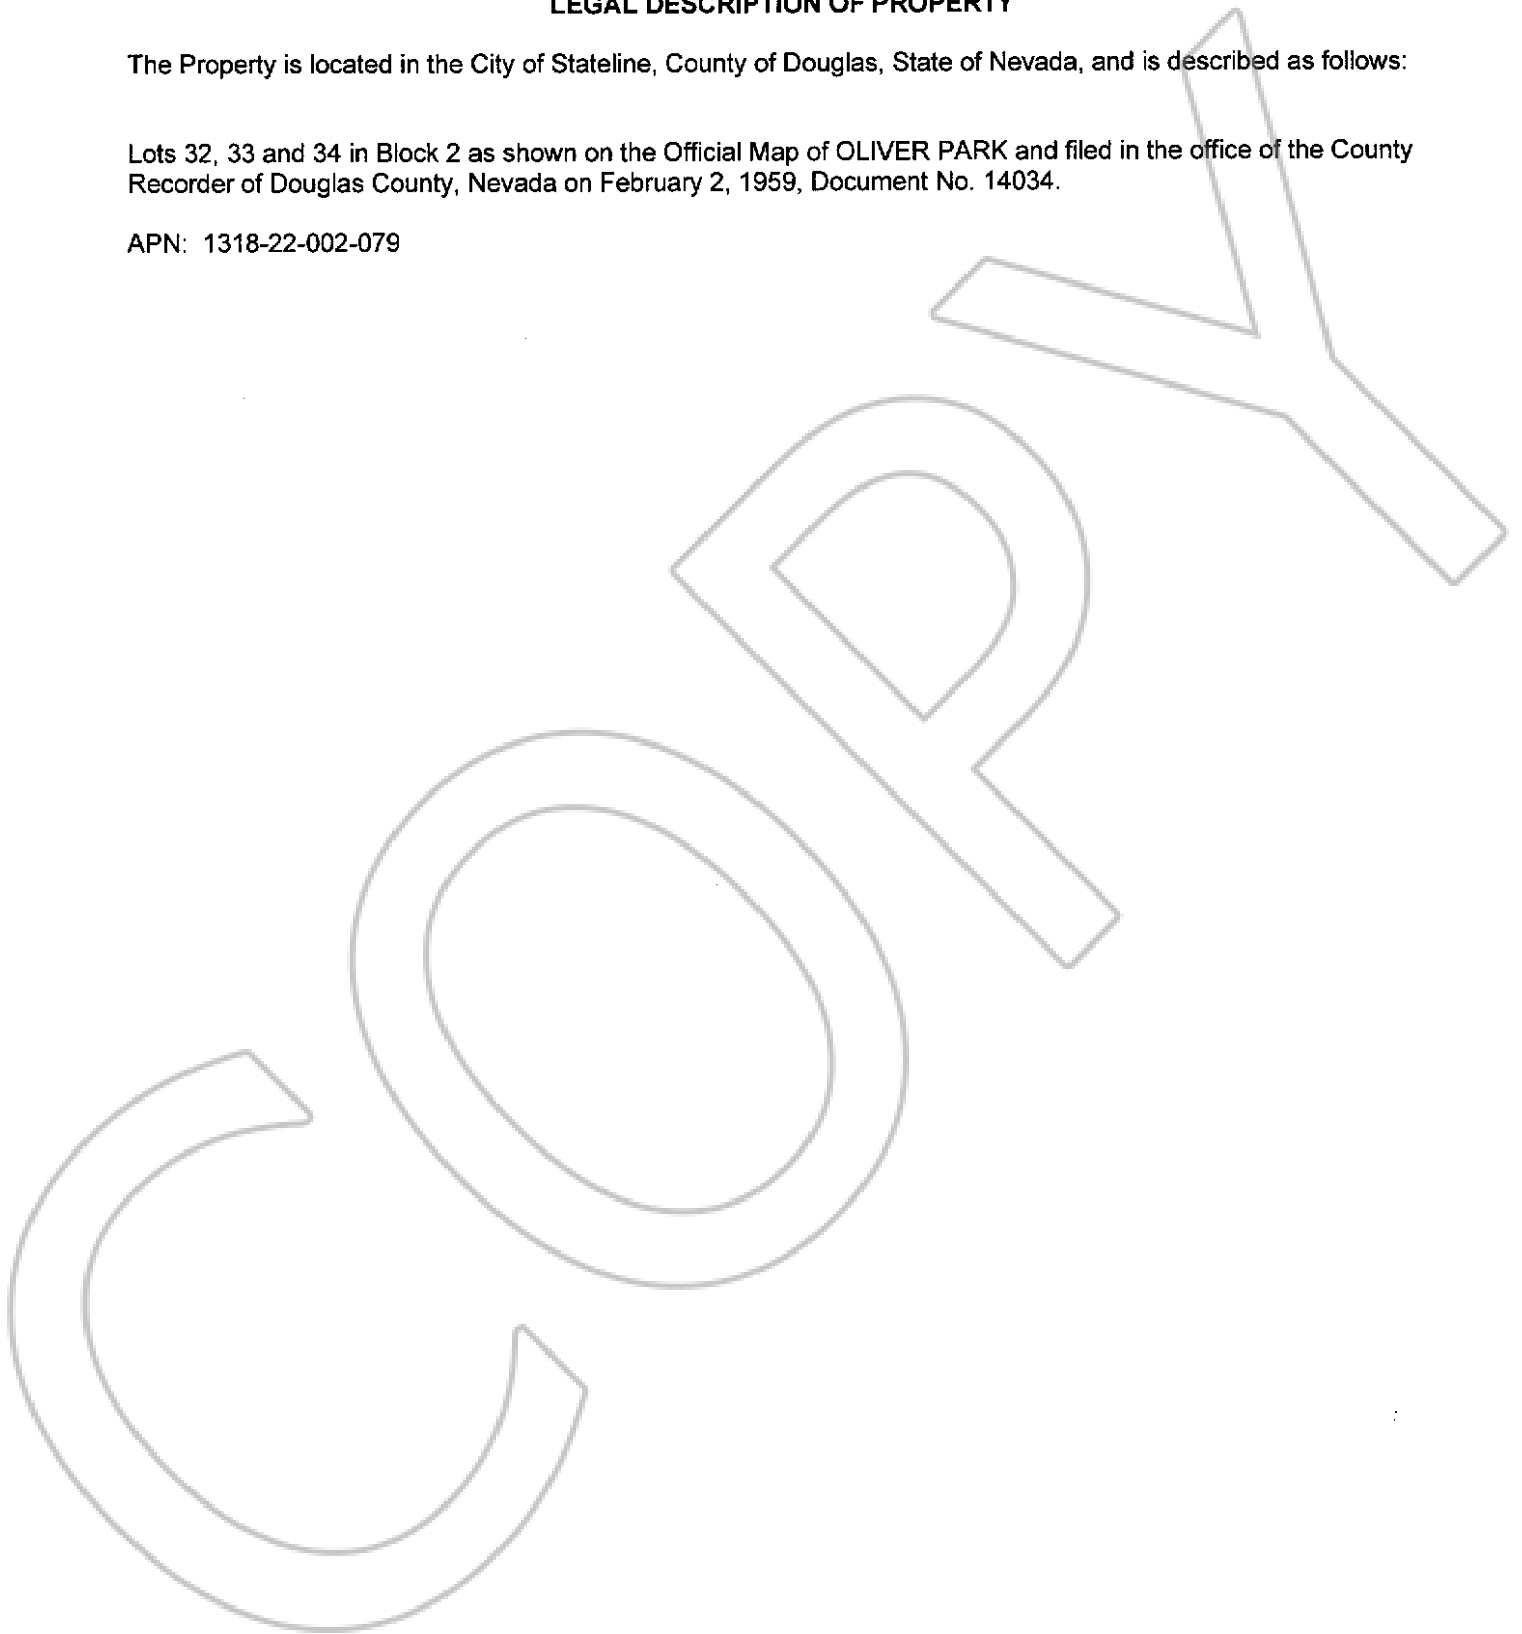 LEGAL DESCRIPTION OF PROPERTY
The Property is located in the City of Stateline, County of Douglas, State of Nevada, and is described as follows:
Lots 32, 33 and 34 in Block 2 as shown on the Official Map of OLIVER PARK and filed in the office of the County
Recorder of Douglas County, Nevada on February 2, 1959, Document No. 14034.
APN: 1318-22-002-079
COPY